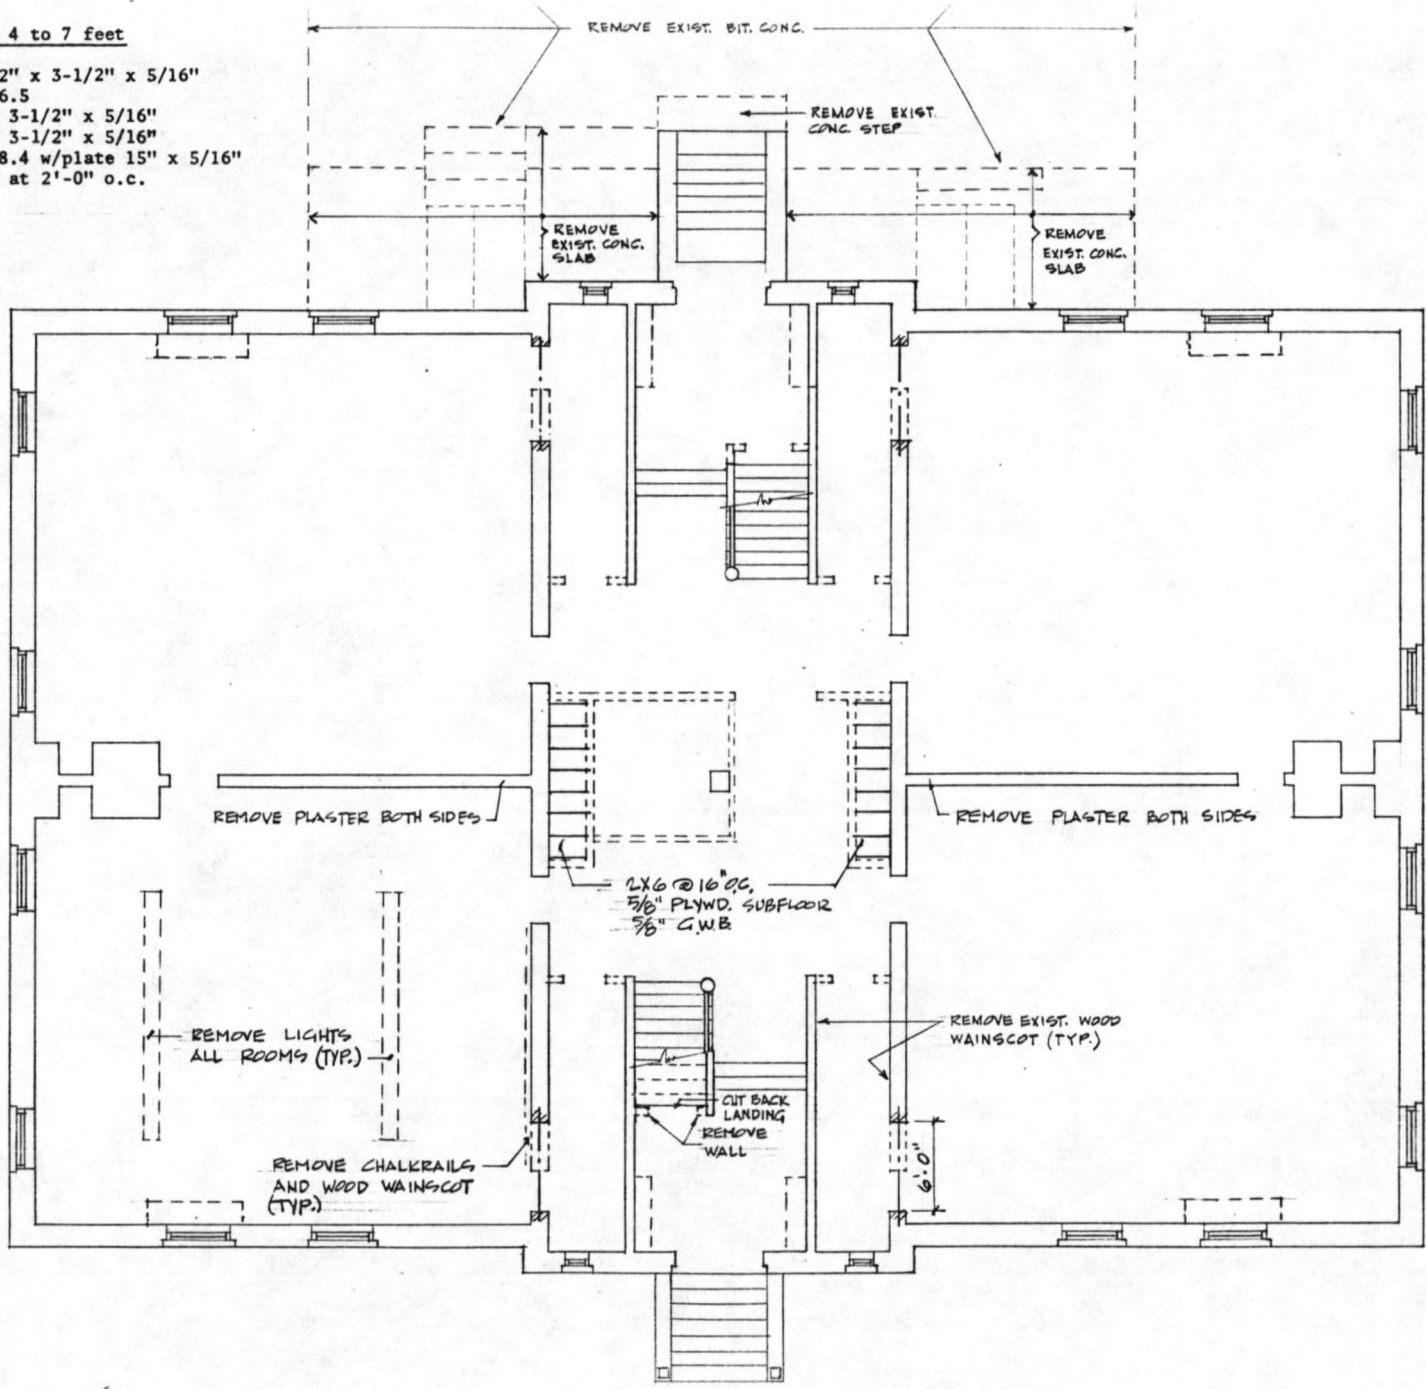 4 to 7 feet
2" x 3-1/2" x 5/16"
6.5
3-1/2" x 5/16"
3-1/2" x 5/16"
8.4 w/plate 15" x 5/16"
at 2'-0" o.c.
REMOVE EXIST. BIT. CONC.
REMOVE EXIST.
CONC. STEP
REMOVE
EXIST. CONC.
SLAB
REMOVE
EXIST. CONC.
SLAB
REMOVE PLASTER BOTH SIDES
REMOVE PLASTER BOTH SIDES
2X6 @ 16" O.C.
5/8" PLYWD. SUBFLOOR
5/8" G.W.B.
REMOVE LIGHTS
ALL ROOMS (TYP.)
REMOVE EXIST. WOOD
WAINSCOT (TYP.)
CUT BACK
LANDING
REMOVE
WALL
REMOVE CHALKRAILS
AND WOOD WAINSCOT
(TYP.)
6'-0"